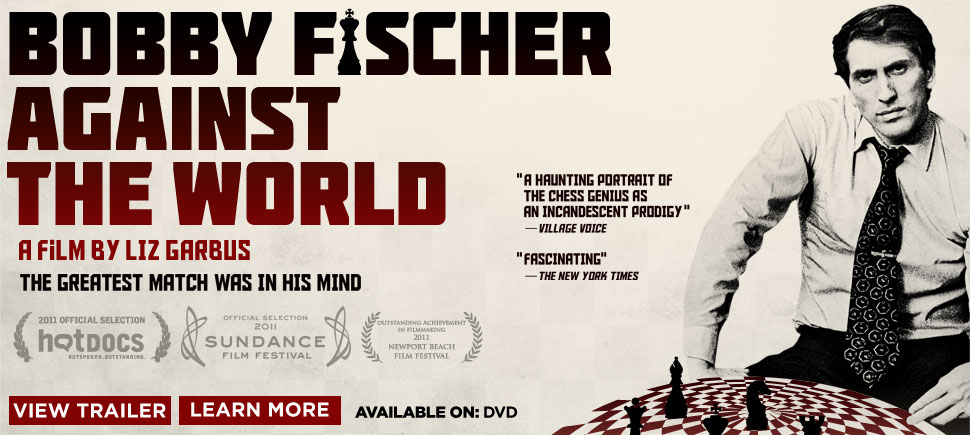 BOBBY FISCHER
AGAINST
THE WORLD
A FiLM BY LIZ GARBUS
THE GREATEST MATCH WAS IN HIS MIND
"A HAUNTING PORTRAIT OF
THE CHESS GENIUS AS
AN INCANDESCENT PRODIGY"
— VILLAGE VOICE
"FASCINATING"
— THE NEW YORK TIMES
2011 OFFICIAL SELECTION
hotDOCS
OUTSPOKEN.OUTSTANDING.
OFFICIAL SELECTION
2011
SUNDANCE
FILM FESTIVAL
OUTSTANDING ACHIEVEMENT
IN FILMMAKING
2011
NEWPORT BEACH
FILM FESTIVAL
VIEW TRAILER
LEARN MORE
AVAILABLE ON: DVD